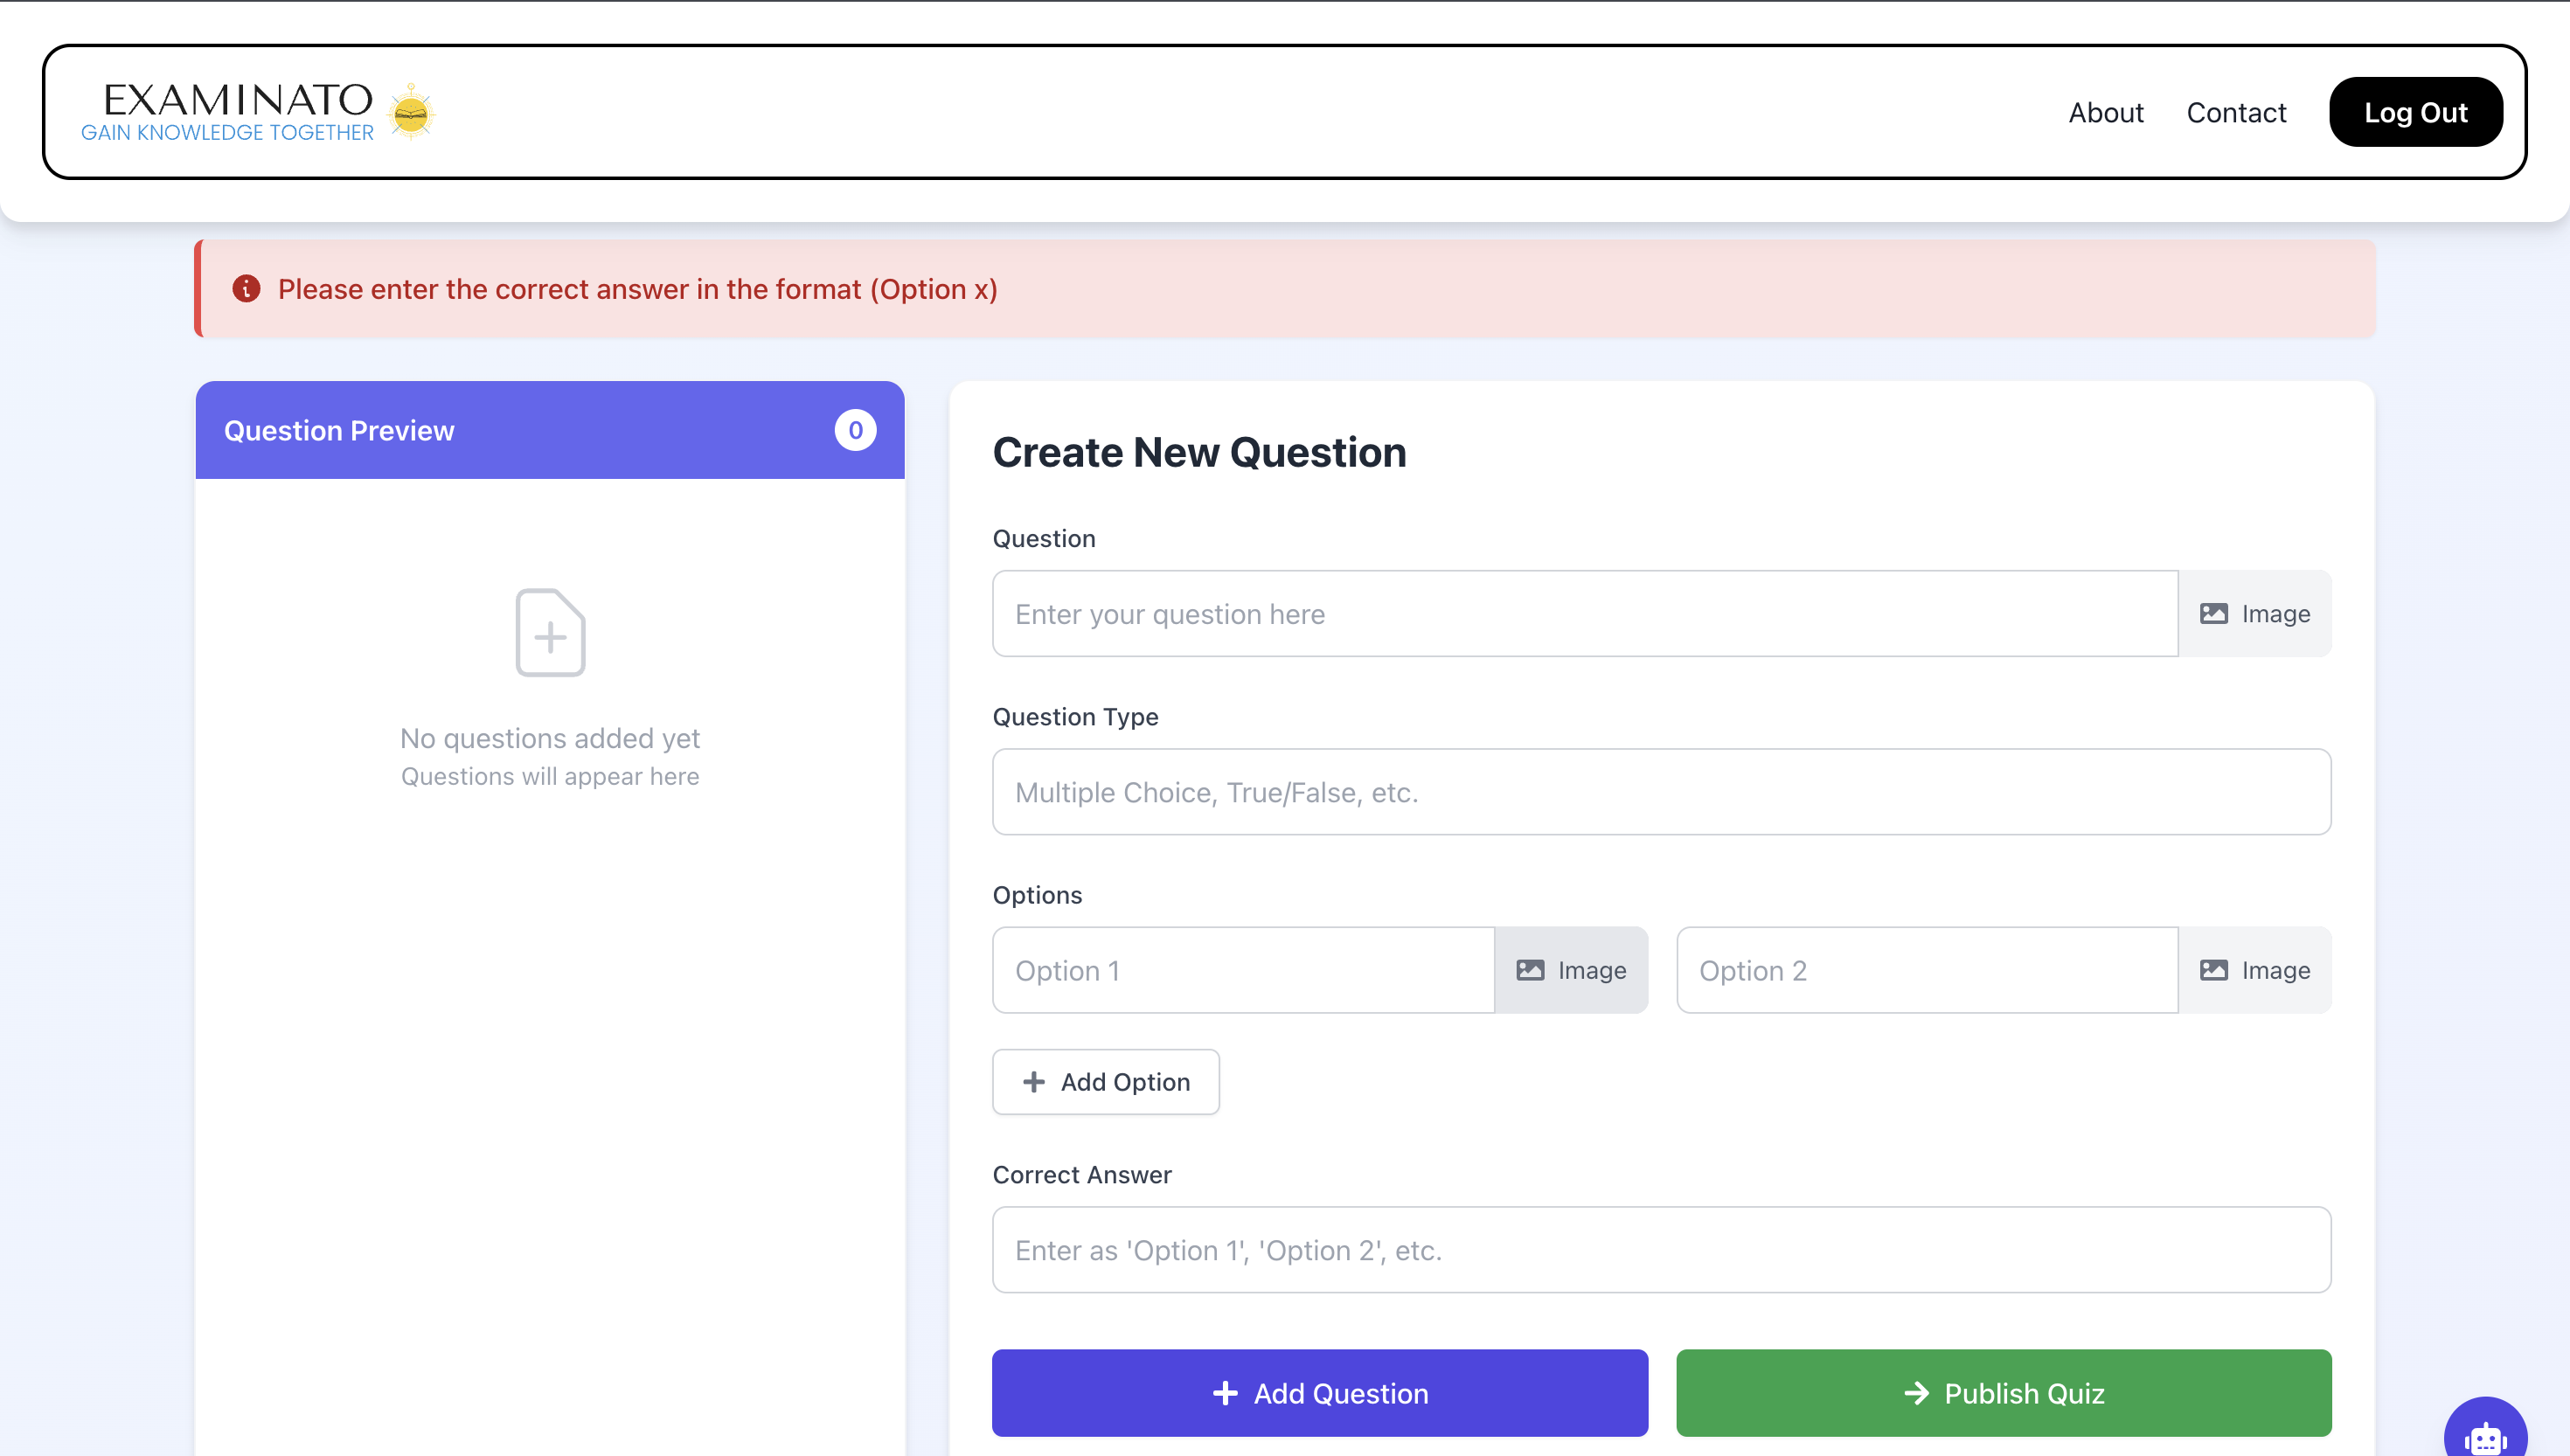 EXAMINATO
GAIN KNOWLEDGE TOGETHER
About
Contact
Log Out
Please enter the correct answer in the format (Option x)
Question Preview
0
No questions added yet
Questions will appear here
Create New Question
Question
Enter your question here
Image
Question Type
Multiple Choice, True/False, etc.
Options
Option 1
Image
Option 2
Image
Add Option
Correct Answer
Enter as 'Option 1', 'Option 2', etc.
Add Question
Publish Quiz